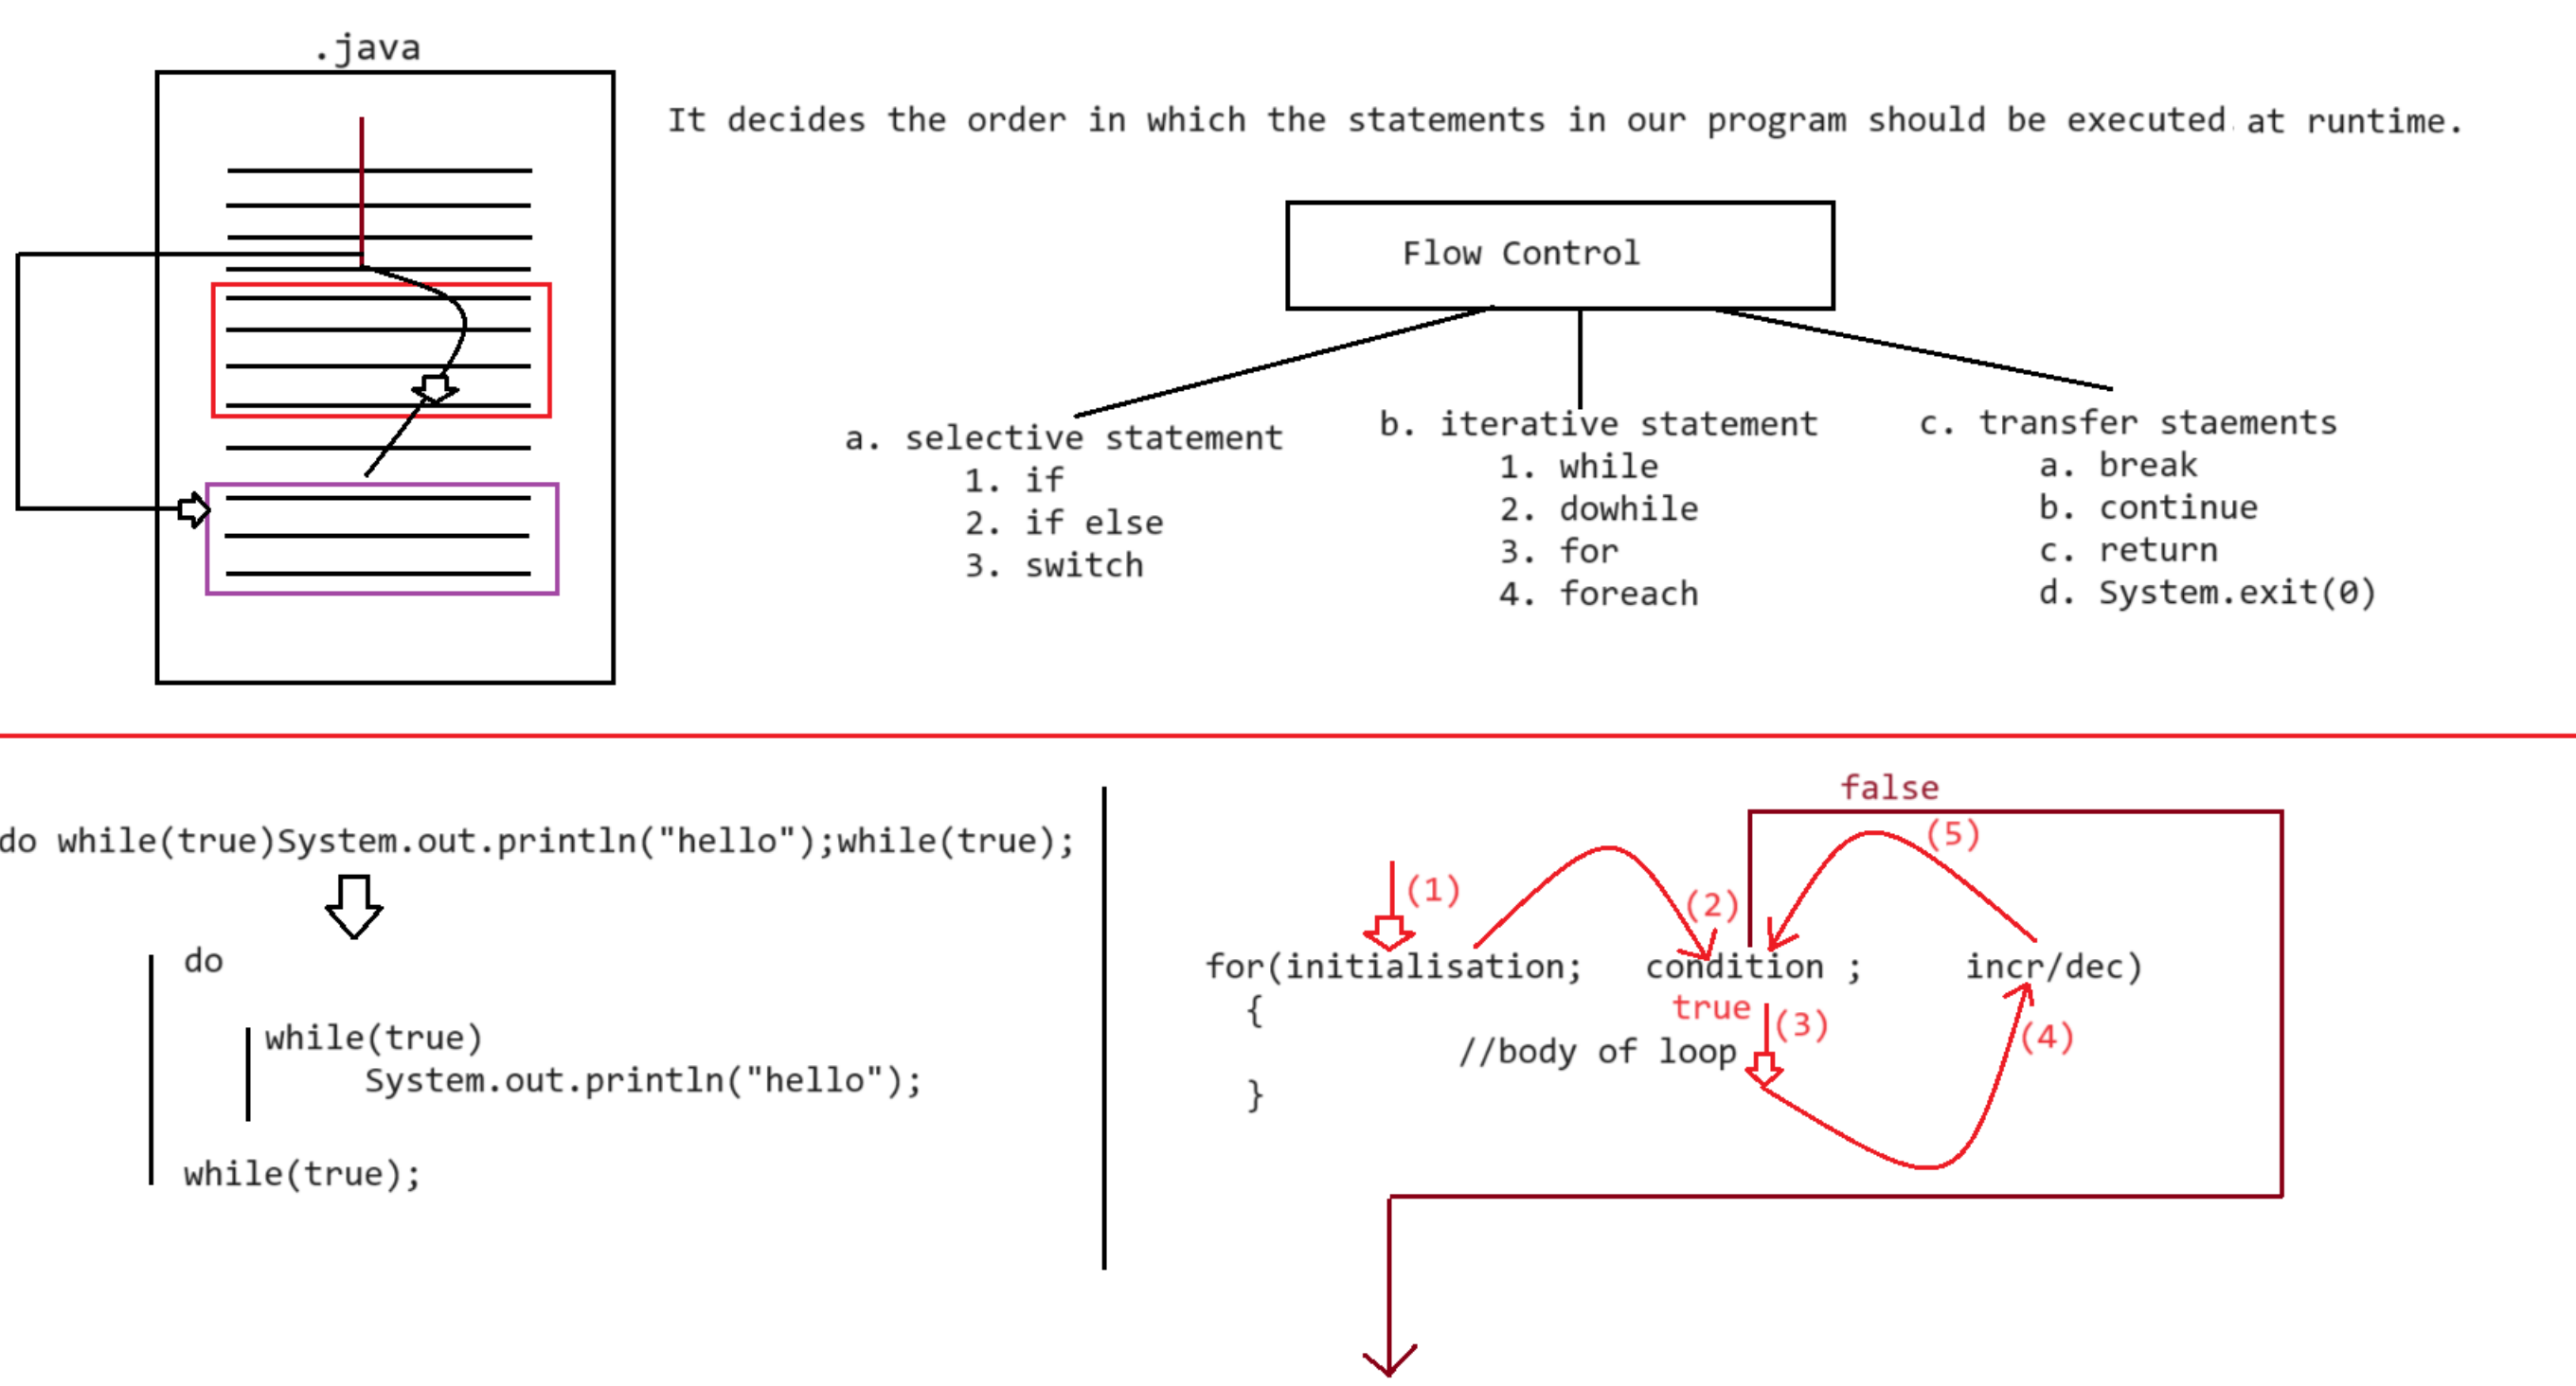 .java
It decides the order in which the statements in our program should be executed at runtime.
Flow Control
a. selective statement
1. if
2. if else
3. switch
b. iterative statement
1. while
2. dowhile
3. for
4. foreach
c. transfer staements
a. break
b. continue
c. return
d. System.exit(0)
do while(true)System.out.println("hello");while(true);
do
while(true)
System.out.println("hello");
while(true);
false
(5)
(1)
(2)
for(initialisation; condition ; incr/dec)
{
true
(3)
(4)
//body of loop
}